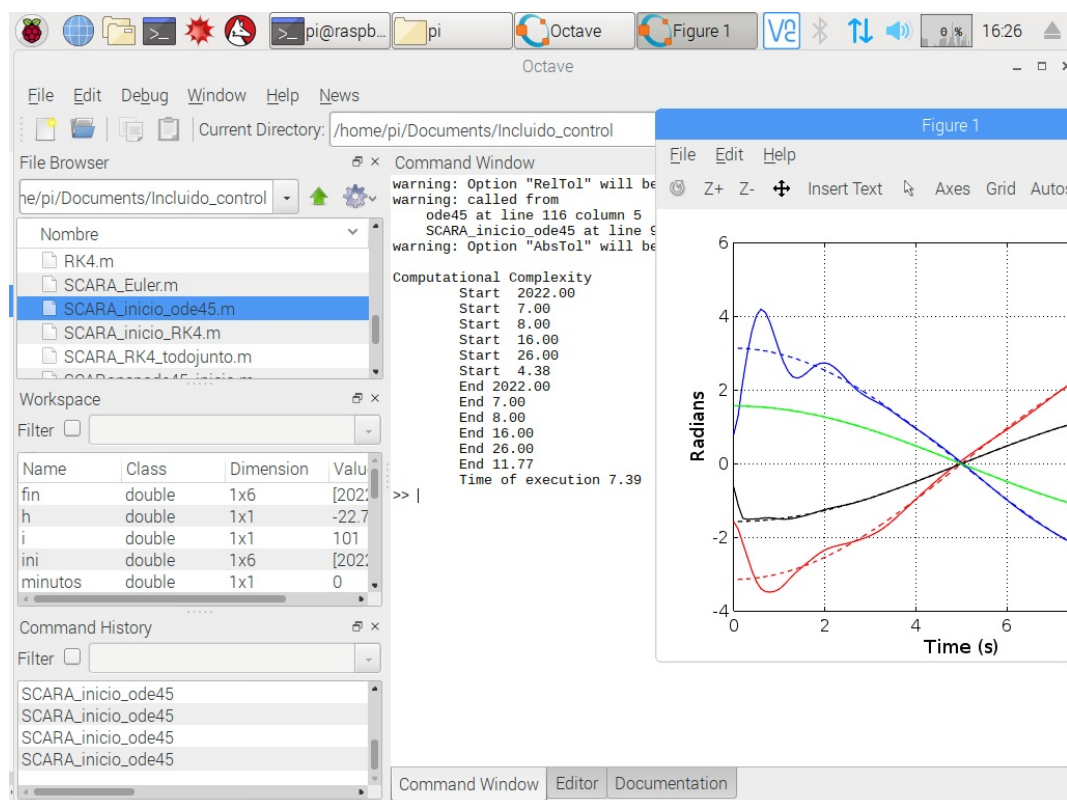 pi@raspb...
pi
Octave
Figure 1
0 %
16:26
Octave
File Edit Debug Window Help News
Current Directory: /home/pi/Documents/Incluido_control
File Browser
ne/pi/Documents/Incluido_control
Nombre
RK4.m
SCARA_Euler.m
SCARA_inicio_ode45.m
SCARA_inicio_RK4.m
SCARA_RK4_todojunto.m
Workspace
Filter
Name Class Dimension Valu
fin double 1x6 [2022
h double 1x1 -22.7
i double 1x1 101
ini double 1x6 [2022
minutos double 1x1 0
Command History
Filter
SCARA_inicio_ode45
SCARA_inicio_ode45
SCARA_inicio_ode45
SCARA_inicio_ode45
Command Window
warning: Option "RelTol" will be
warning: called from
ode45 at line 116 column 5
SCARA_inicio_ode45 at line 9
warning: Option "AbsTol" will be
Computational Complexity
Start 2022.00
Start 7.00
Start 8.00
Start 16.00
Start 26.00
Start 4.38
End 2022.00
End 7.00
End 8.00
End 16.00
End 26.00
End 11.77
Time of execution 7.39
>>
Command Window Editor Documentation
Figure 1
File Edit Help
Z+ Z- Insert Text Axes Grid Autos
6
4
2
0
-2
-4
Radians
0 2 4 6
Time (s)